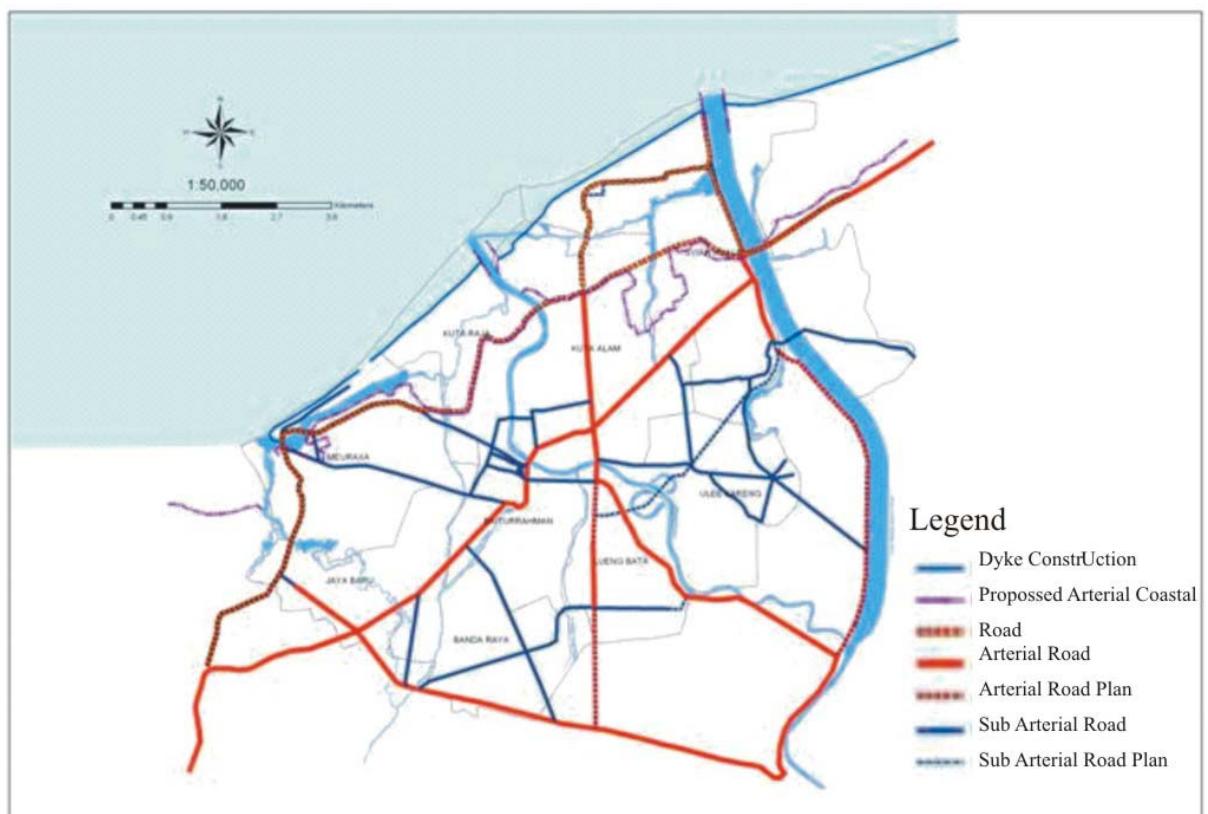 N
W
E
S
1:50,000
Kilometers
0 0.45 0.9 1.8 2.7 3.6
KUTA RAJA
KUTA ALAM
MEURAXA
ULEE KARENG
BAITURRAHMAN
LUENG BATA
JAYA BARU
BANDA RAYA
Legend
Dyke ConstrUction
Propossed Arterial Coastal
Road
Arterial Road
Arterial Road Plan
Sub Arterial Road
Sub Arterial Road Plan